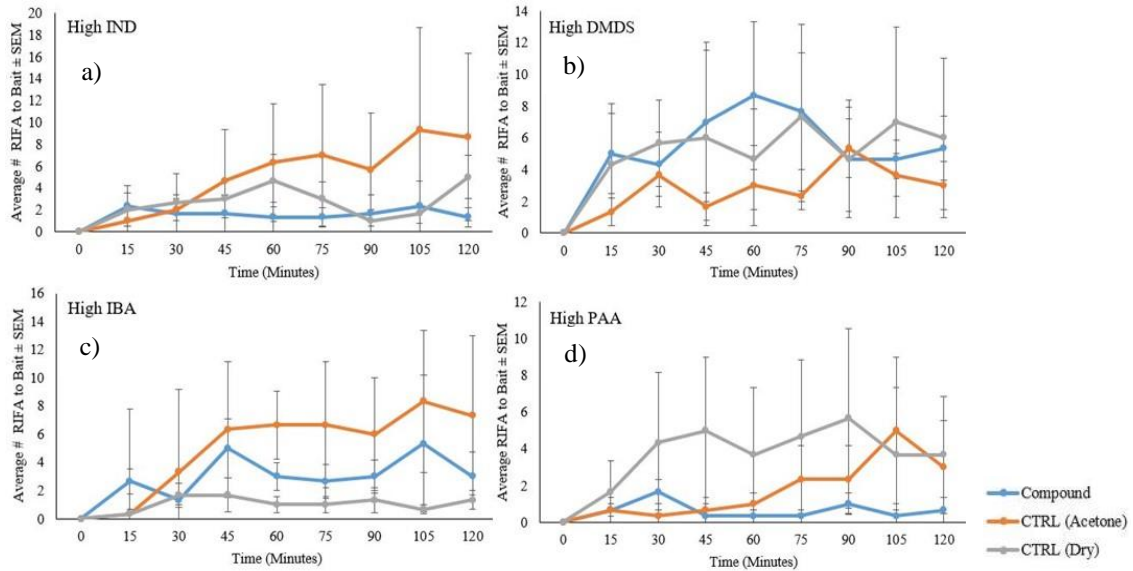 High IND
a)
Average # RIFA to Bait ± SEM
20
18
16
14
12
10
8
6
4
2
0
0 15 30 45 60 75 90 105 120
Time (Minutes)
High DMDS
b)
Average # RIFA to Bait ± SEM
14
12
10
8
6
4
2
0
0 15 30 45 60 75 90 105 120
Time (Minutes)
High IBA
c)
Average # RIFA to Bait ± SEM
16
14
12
10
8
6
4
2
0
0 15 30 45 60 75 90 105 120
Time (Minutes)
High PAA
d)
Average RIFA to Bait ± SEM
12
10
8
6
4
2
0
0 15 30 45 60 75 90 105 120
Time (Minutes)
Compound
CTRL (Acetone)
CTRL (Dry)